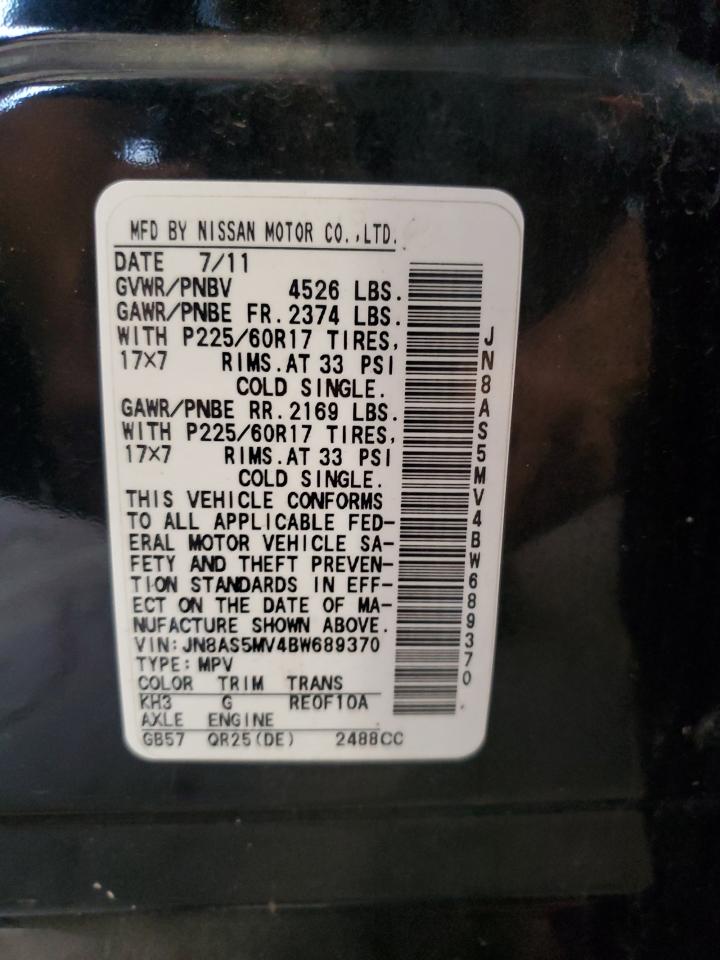 MFD BY NISSAN MOTOR CO.,LTD.
DATE 7/11
GVWR/PNBV 4526 LBS.
GAWR/PNBE FR. 2374 LBS.
WITH P225/60R17 TIRES,
17X7 RIMS. AT 33 PSI
COLD SINGLE.
GAWR/PNBE RR. 2169 LBS.
WITH P225/60R17 TIRES,
17X7 RIMS. AT 33 PSI
COLD SINGLE.
THIS VEHICLE CONFORMS
TO ALL APPLICABLE FED-
ERAL MOTOR VEHICLE SA-
FETY AND THEFT PREVEN-
TION STANDARDS IN EFF-
ECT ON THE DATE OF MA-
NUFACTURE SHOWN ABOVE.
VIN: JN8AS5MV4BW689370
TYPE: MPV
COLOR TRIM TRANS
KH3 G RE0F10A
AXLE ENGINE
GB57 QR25(DE) 2488CC
JN8AS5MV4BW689370